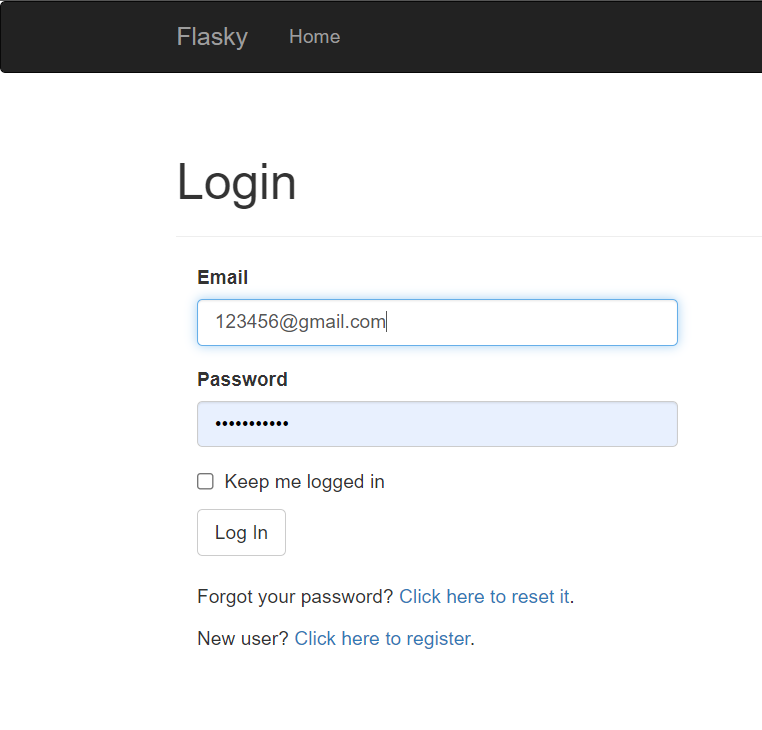 Flasky Home
Login
Email
123456@gmail.com
Password
•••••••••••
Keep me logged in
Log In
Forgot your password? Click here to reset it.
New user? Click here to register.